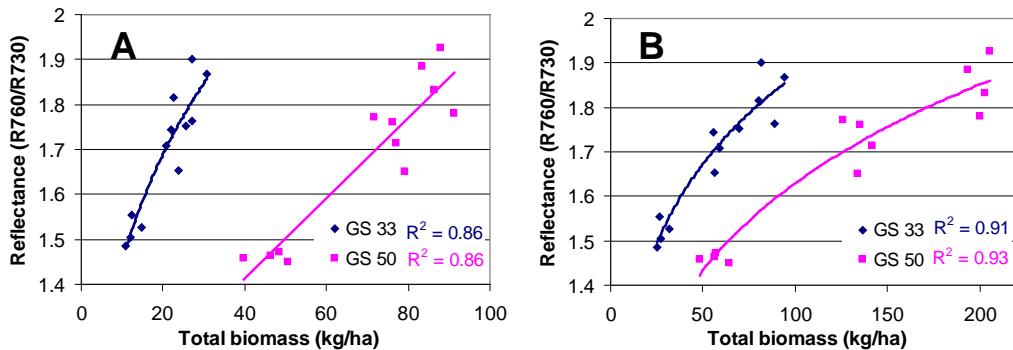 A
Reflectance (R760/R730)
2
1.9
1.8
1.7
1.6
1.5
1.4
GS 33 R² = 0.86
GS 50 R² = 0.86
0 20 40 60 80 100
Total biomass (kg/ha)
B
Reflectance (R760/R730)
2
1.9
1.8
1.7
1.6
1.5
1.4
GS 33 R² = 0.91
GS 50 R² = 0.93
0 50 100 150 200
Total biomass (kg/ha)